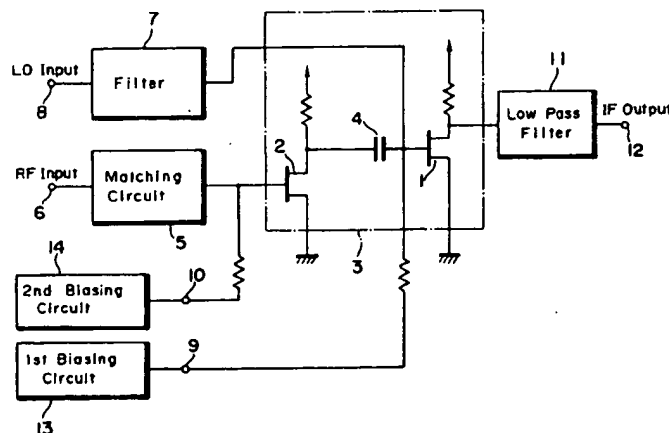 7
LO Input
8
Filter
11
4
2
Low Pass
Filter
IF Output
12
1
RF Input
6
Matching
Circuit
5
3
14
2nd Biasing
Circuit
10
1st Biasing
Circuit
9
13